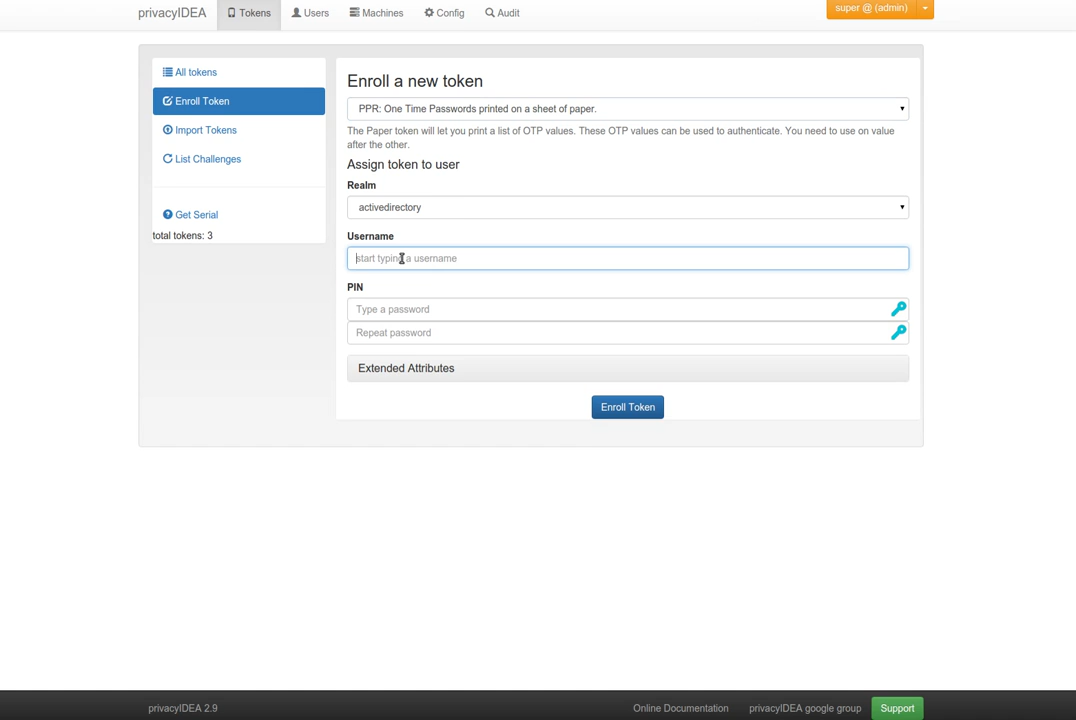 privacyIDEA Tokens Users Machines Config Audit super @ (admin)
All tokens
Enroll Token
Import Tokens
List Challenges
Get Serial
total tokens: 3
Enroll a new token
PPR: One Time Passwords printed on a sheet of paper.
The Paper token will let you print a list of OTP values. These OTP values can be used to authenticate. You need to use on value
after the other.
Assign token to user
Realm
activedirectory
Username
start typing a username
PIN
Type a password
Repeat password
Extended Attributes
Enroll Token
privacyIDEA 2.9 Online Documentation privacyIDEA google group Support